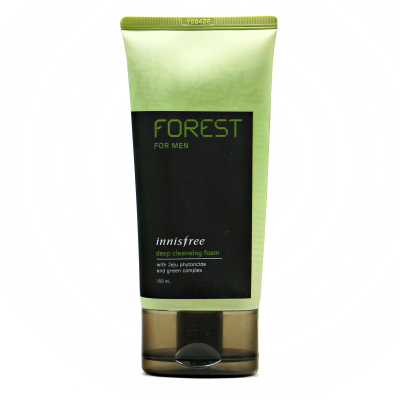 FOREST
FOR MEN
innisfree
deep cleansing foam
with Jeju phytoncide
and green complex
150 mL